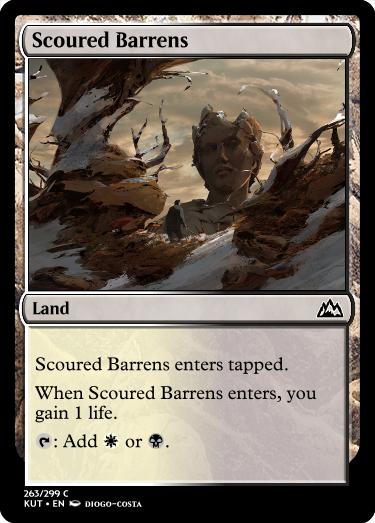 Scoured Barrens
Land
Scoured Barrens enters tapped.
When Scoured Barrens enters, you
gain 1 life.
: Add or .
263/299 C
KUT • EN DIOGO-COSTA